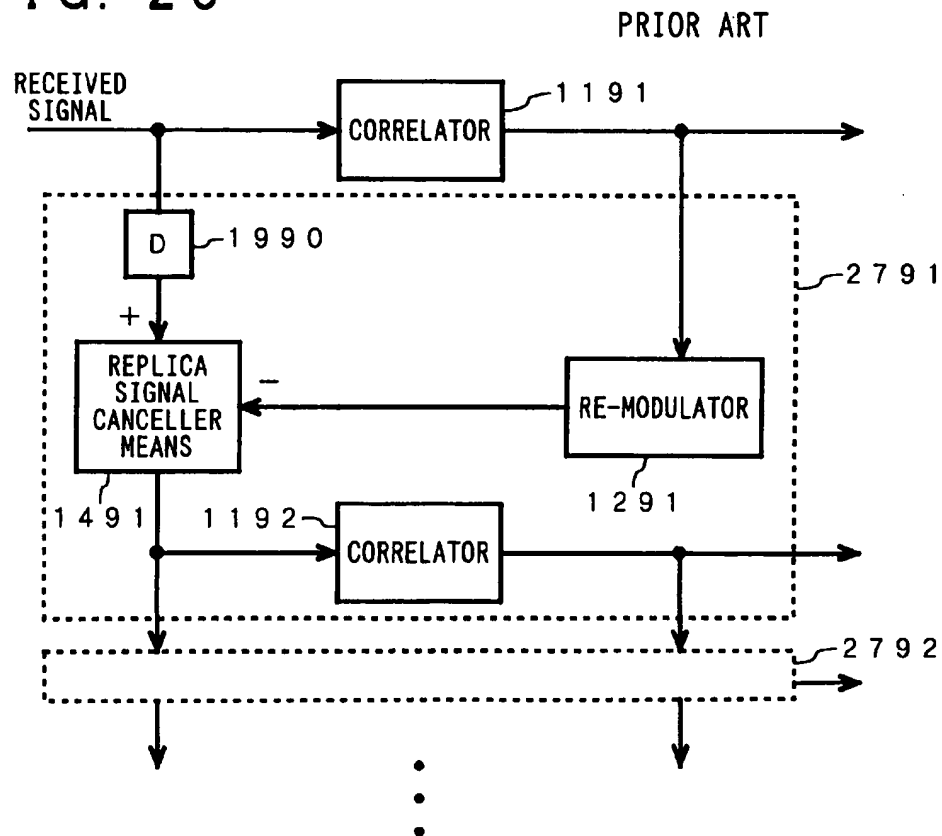 PRIOR ART
RECEIVED
SIGNAL
CORRELATOR
1191
D
1990
2791
+
REPLICA
SIGNAL
CANCELLER
MEANS
−
RE-MODULATOR
1491
1192
1291
CORRELATOR
2792